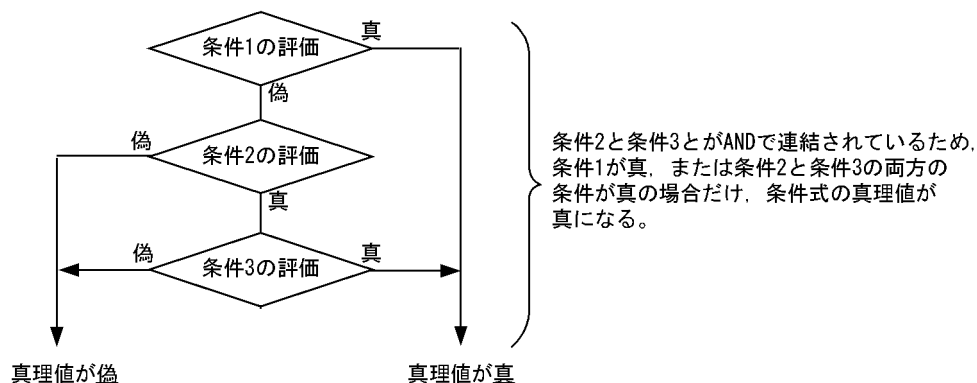 条件1の評価
真
偽
偽
条件2の評価
真
偽
真
条件3の評価
条件2と条件3とがANDで連結されているため，
条件1が真，または条件2と条件3の両方の
条件が真の場合だけ，条件式の真理値が
真になる。
真理値が偽
真理値が真